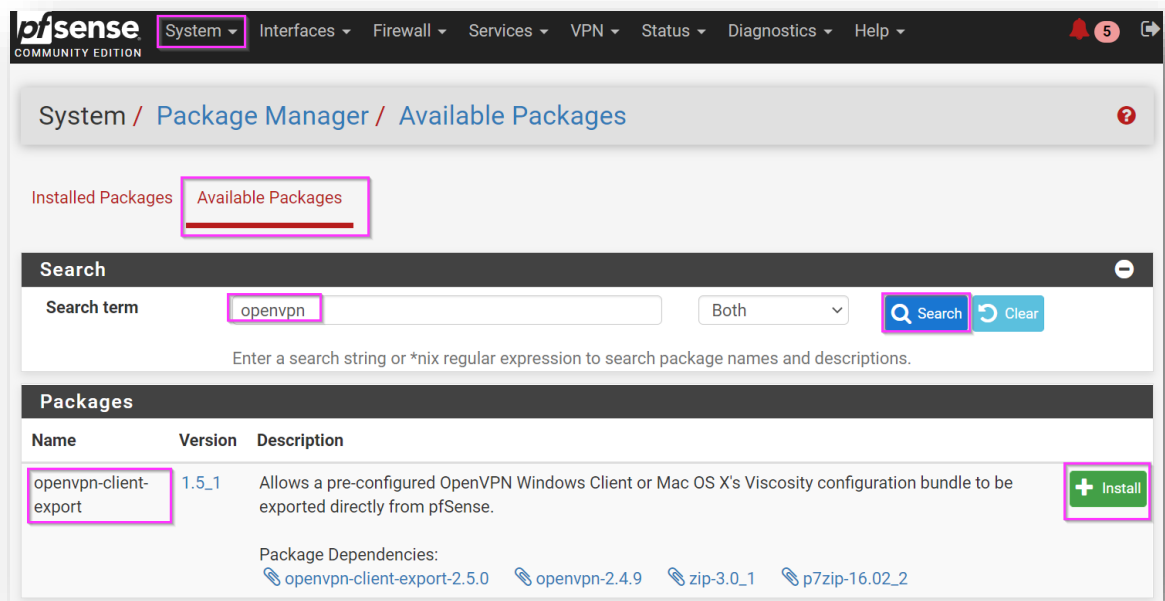 pfsense System Interfaces Firewall Services VPN Status Diagnostics Help 5
COMMUNITY EDITION
System / Package Manager / Available Packages
Installed Packages Available Packages
Search
Search term openvpn Both Search Clear
Enter a search string or *nix regular expression to search package names and descriptions.
Packages
Name Version Description
openvpn-client- 1.5_1 Allows a pre-configured OpenVPN Windows Client or Mac OS X's Viscosity configuration bundle to be Install
export exported directly from pfSense.
Package Dependencies:
openvpn-client-export-2.5.0 openvpn-2.4.9 zip-3.0_1 p7zip-16.02_2